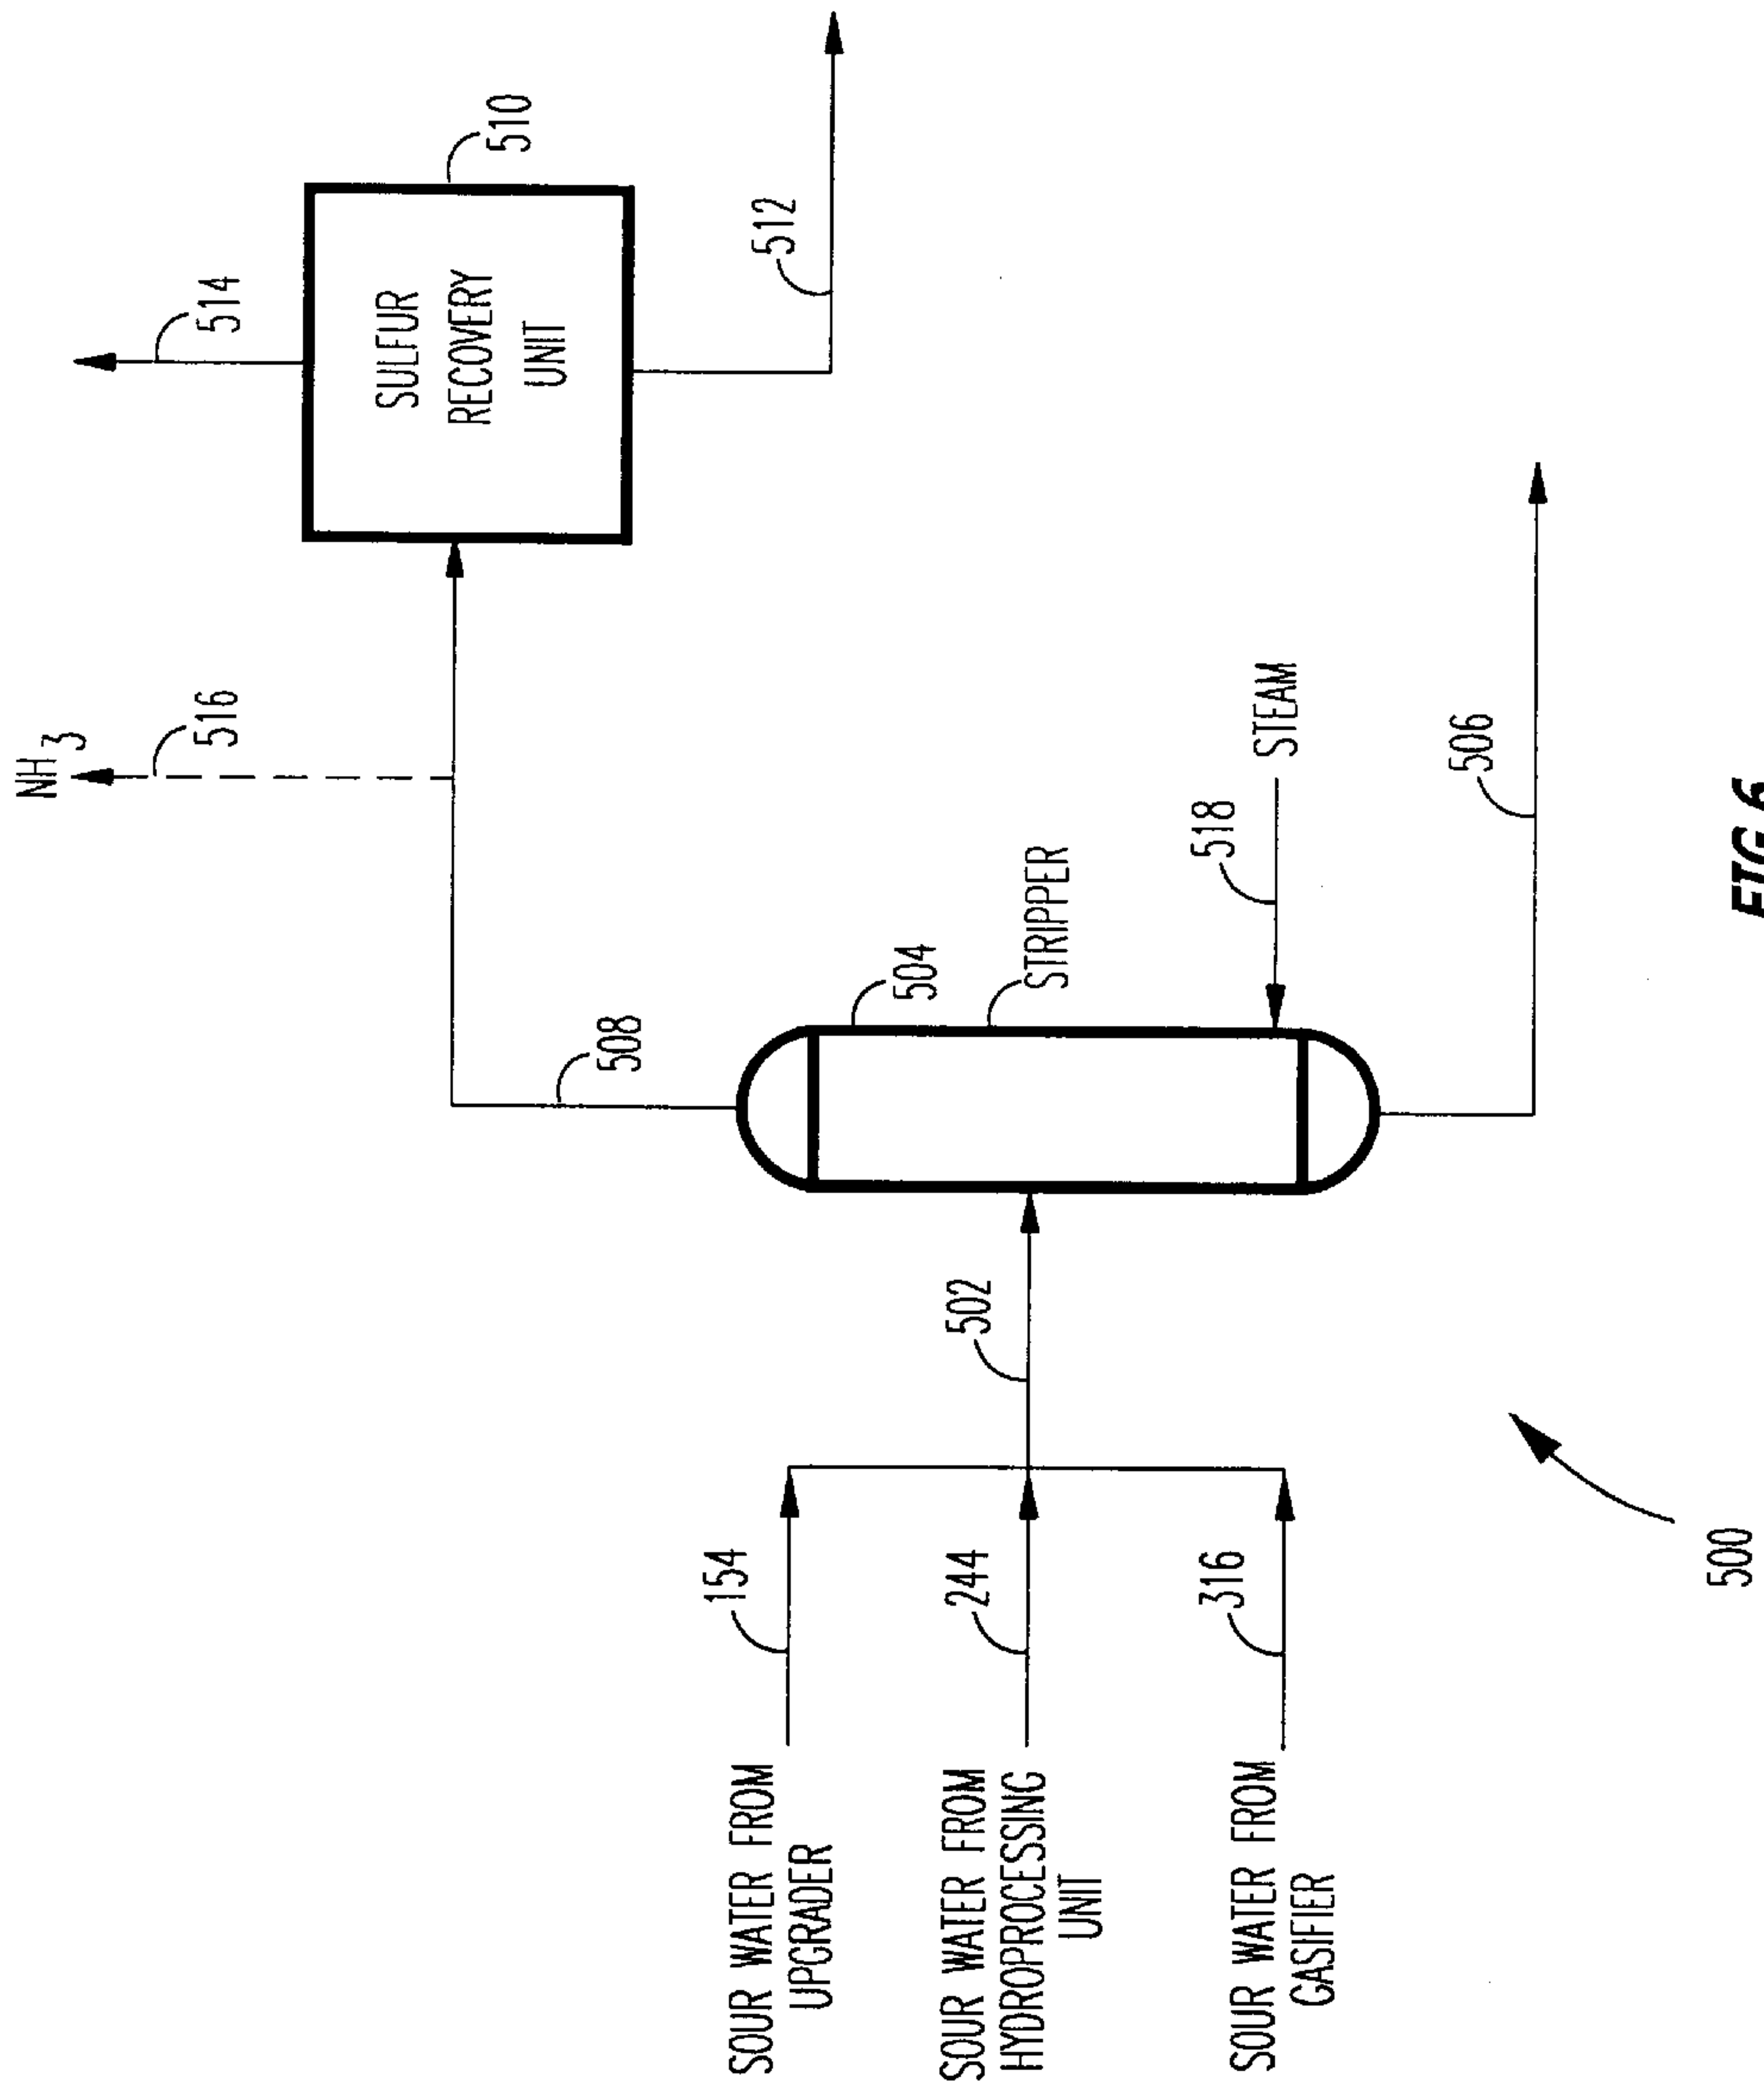 NH3
516
514
SULFUR
RECOVERY
UNIT
510
512
508
504
STRIPPER
518
STEAM
506
502
154
SOUR WATER FROM
UPGRADER
244
SOUR WATER FROM
HYDROPROCESSING
UNIT
316
SOUR WATER FROM
GASIFIER
500
FIG.6